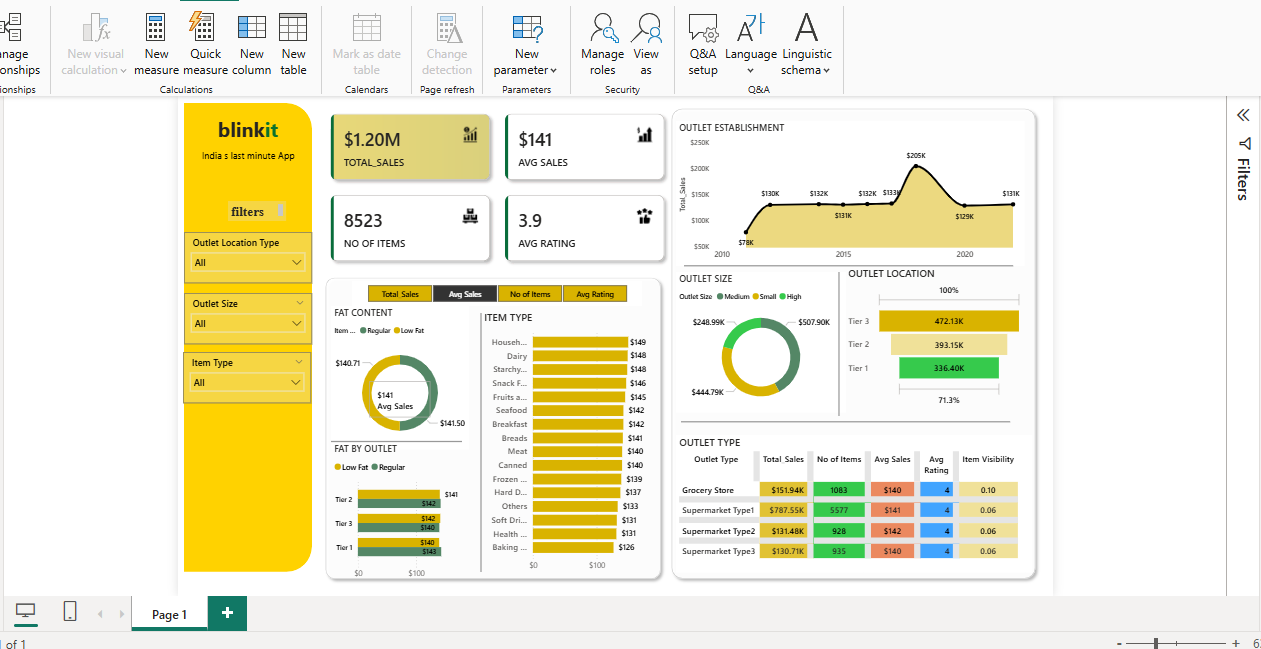 nage
onships
ionships
New visual
calculation
New
measure
Quick
measure
New
column
New
table
Calculations
Mark as date
table
Calendars
Change
detection
Page refresh
New
parameter
Parameters
Manage
roles
View
as
Security
Q&A
setup
Language
Linguistic
schema
Q&A
Filters
blinkit
India s last minute App
filters
Outlet Location Type
All
Outlet Size
All
Item Type
All
$1.20M
TOTAL_SALES
$141
AVG SALES
8523
NO OF ITEMS
3.9
AVG RATING
Total Sales Avg Sales No of Items Avg Rating
FAT CONTENT
Item ... Regular Low Fat
$140.71
$141
Avg Sales
$141.50
FAT BY OUTLET
Low Fat Regular
Tier 2 $141
$142
Tier 3 $142
$140
Tier 1 $140
$143
$0 $100
ITEM TYPE
Househ... $149
Dairy $148
Starchy... $148
Snack F... $146
Fruits a... $145
Seafood $142
Breakfast $142
Breads $141
Meat $140
Canned $140
Frozen ... $139
Hard D... $137
Others $133
Soft Dri... $131
Health ... $131
Baking ... $126
$0 $100
OUTLET ESTABLISHMENT
Total_Sales
$250K
$200K
$150K
$100K
$50K
$78K
$130K
$132K
$131K
$132K
$133K
$205K
$129K
$131K
2010 2015 2020
OUTLET SIZE
Outlet Size Medium Small High
$248.99K
$507.90K
$444.79K
OUTLET LOCATION
100%
Tier 3 472.13K
Tier 2 393.15K
Tier 1 336.40K
71.3%
OUTLET TYPE
Outlet Type Total_Sales No of Items Avg Sales Avg Rating Item Visibility
Grocery Store $151.94K 1083 $140 4 0.10
Supermarket Type1 $787.55K 5577 $141 4 0.06
Supermarket Type2 $131.48K 928 $142 4 0.06
Supermarket Type3 $130.71K 935 $140 4 0.06
Page 1 +
of 1
- +